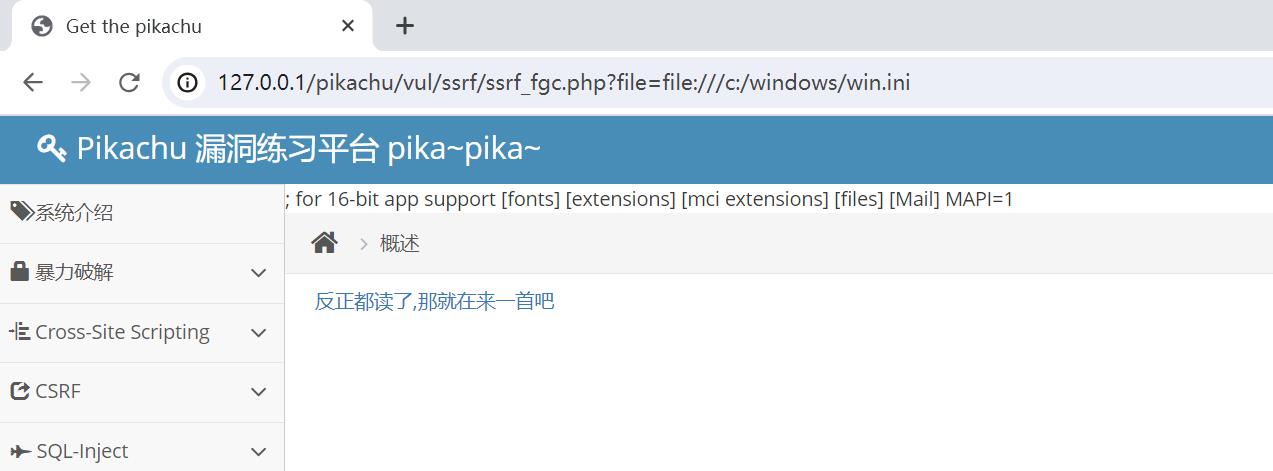 Get the pikachu
127.0.0.1/pikachu/vul/ssrf/ssrf_fgc.php?file=file:///c:/windows/win.ini
Pikachu 漏洞练习平台 pika~pika~
; for 16-bit app support [fonts] [extensions] [mci extensions] [files] [Mail] MAPI=1
系统介绍
概述
暴力破解
反正都读了,那就在来一首吧
Cross-Site Scripting
CSRF
SQL-Inject